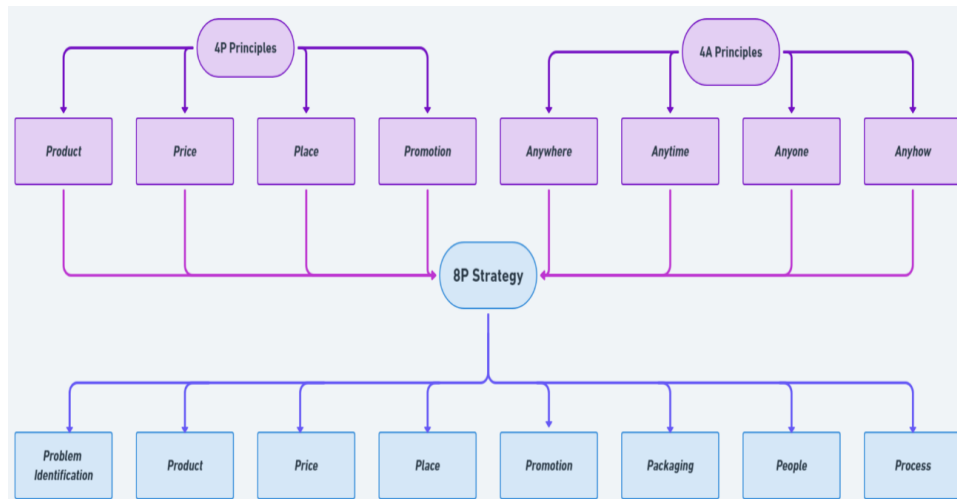 4P Principles
4A Principles
Product
Price
Place
Promotion
Anywhere
Anytime
Anyone
Anyhow
8P Strategy
Problem
Identification
Product
Price
Place
Promotion
Packaging
People
Process